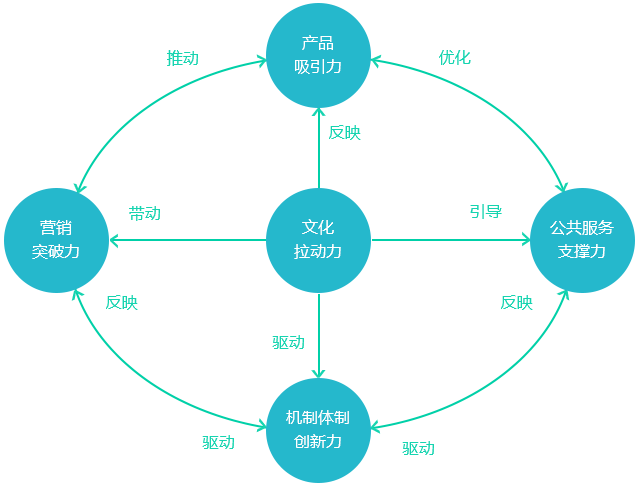 产品
吸引力
推动
优化
反映
营销
突破力
带动
文化
拉动力
引导
公共服务
支撑力
反映
反映
驱动
机制体制
创新力
驱动
驱动